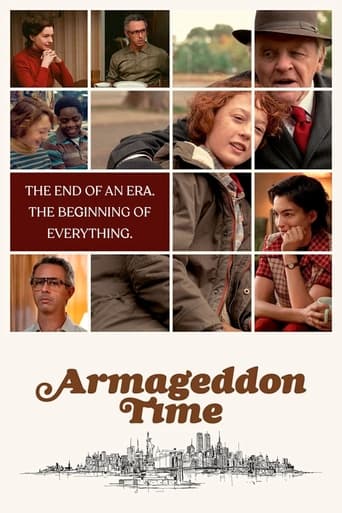 THE END OF AN ERA.
THE BEGINNING OF
EVERYTHING.
Armageddon
Time